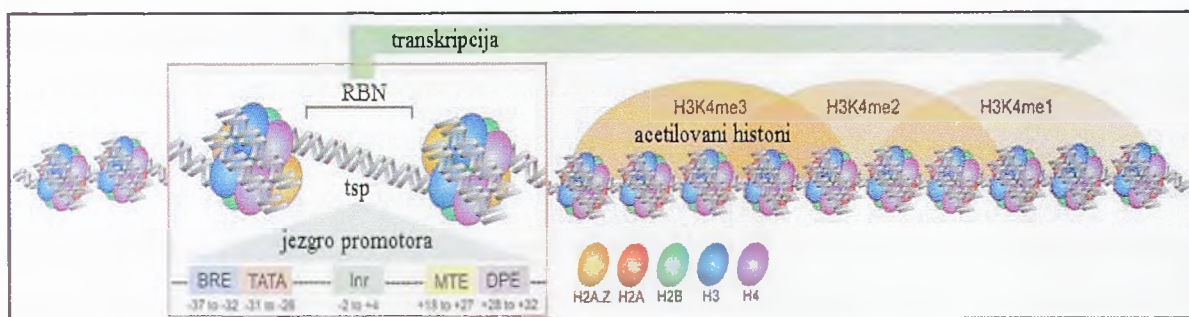 transkripcija
RBN
H3K4me3 H3K4me2 H3K4me1
acetilovani histoni
tsp
jezgro promotora
BRE TATA Inr MTE DPE
-37 to -32 -31 to -26 -2 to +4 +18 to +27 +28 to +32
H2A.Z H2A H2B H3 H4